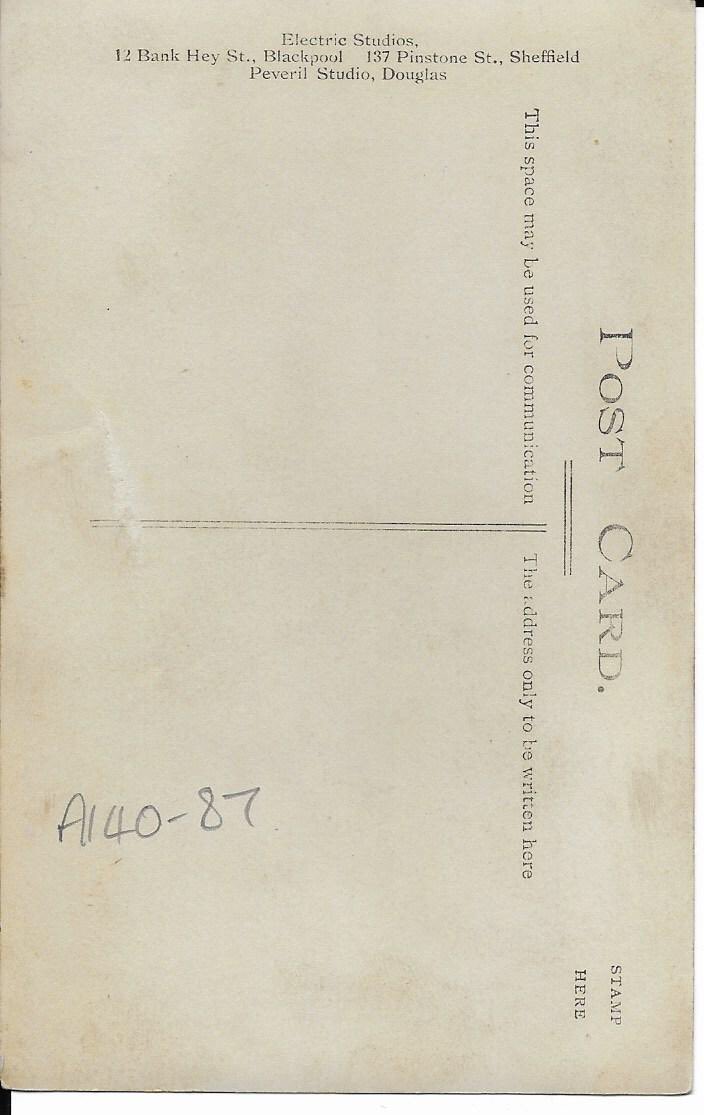 Electric Studios,
12 Bank Hey St., Blackpool 137 Pinstone St., Sheffield
Peveril Studio, Douglas
POST CARD.
This space may be used for communication
The address only to be written here
STAMP
HERE
A140-87